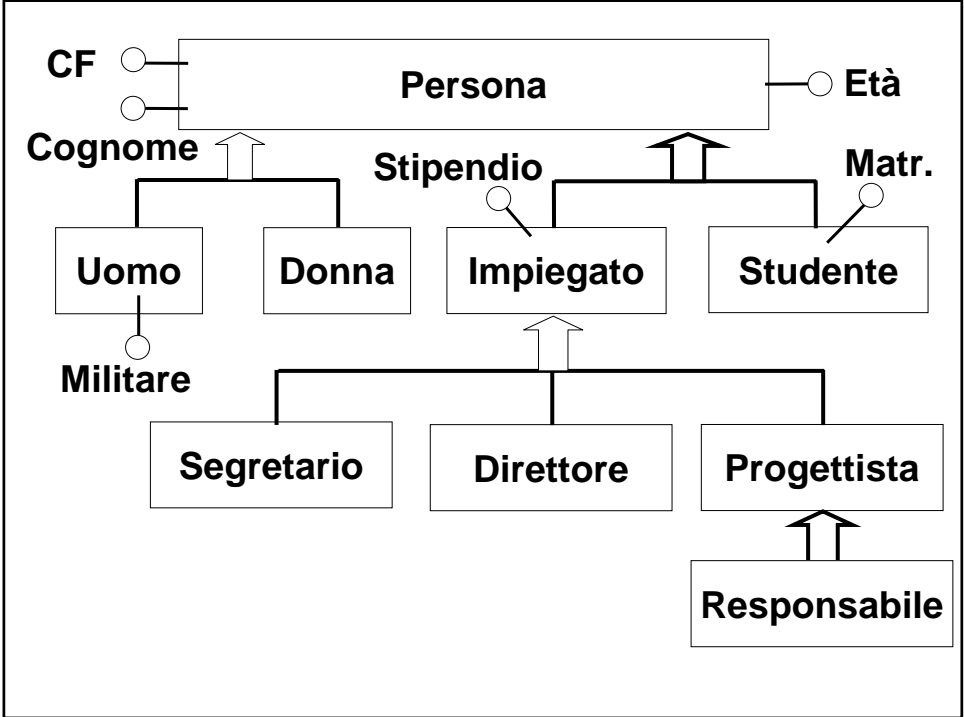 CF
Persona
Età
Cognome
Stipendio
Matr.
Uomo
Donna
Impiegato
Studente
Militare
Segretario
Direttore
Progettista
Responsabile